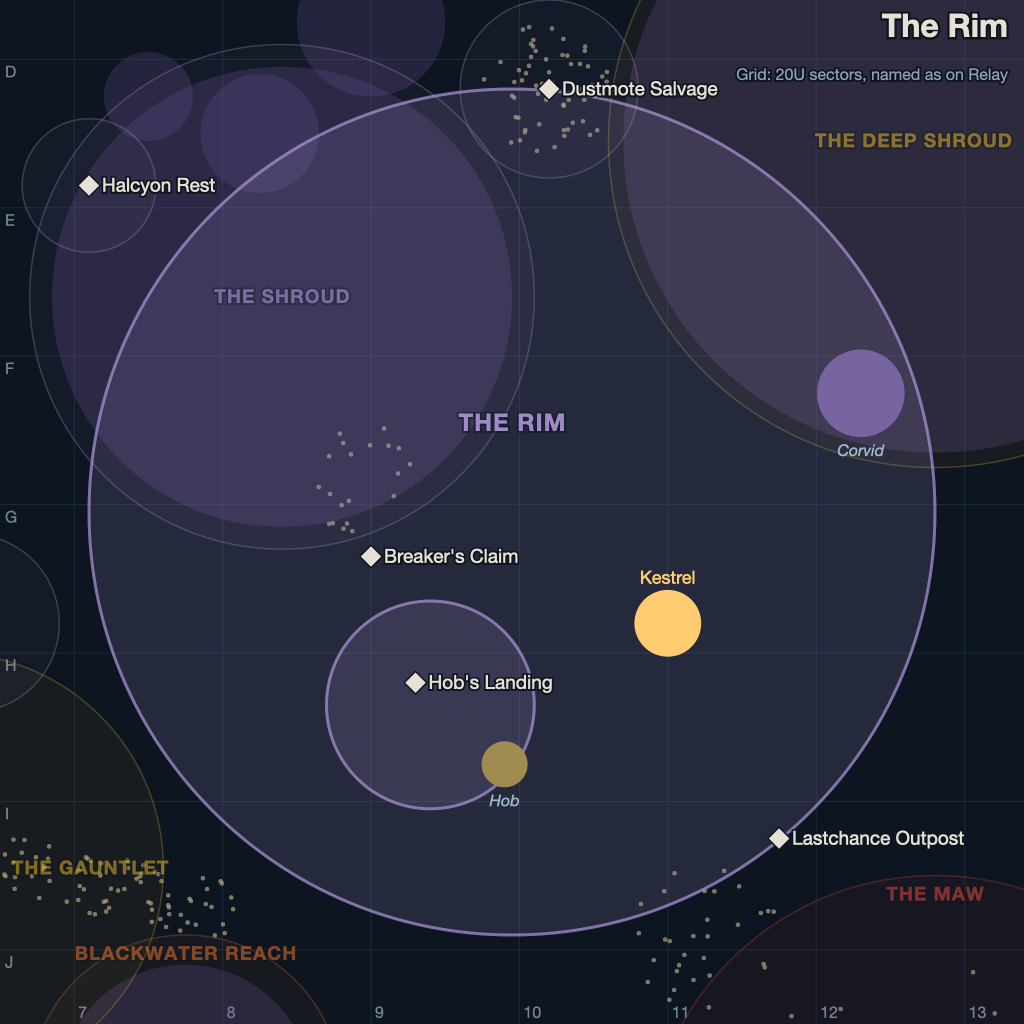 The Rim
Grid: 20U sectors, named as on Relay
D
Dustmote Salvage
THE DEEP SHROUD
Halcyon Rest
E
THE SHROUD
F
THE RIM
Corvid
G
Breaker's Claim
Kestrel
H
Hob's Landing
Hob
I
Lastchance Outpost
THE GAUNTLET
THE MAW
BLACKWATER REACH
J
7
8
9
10
11
12